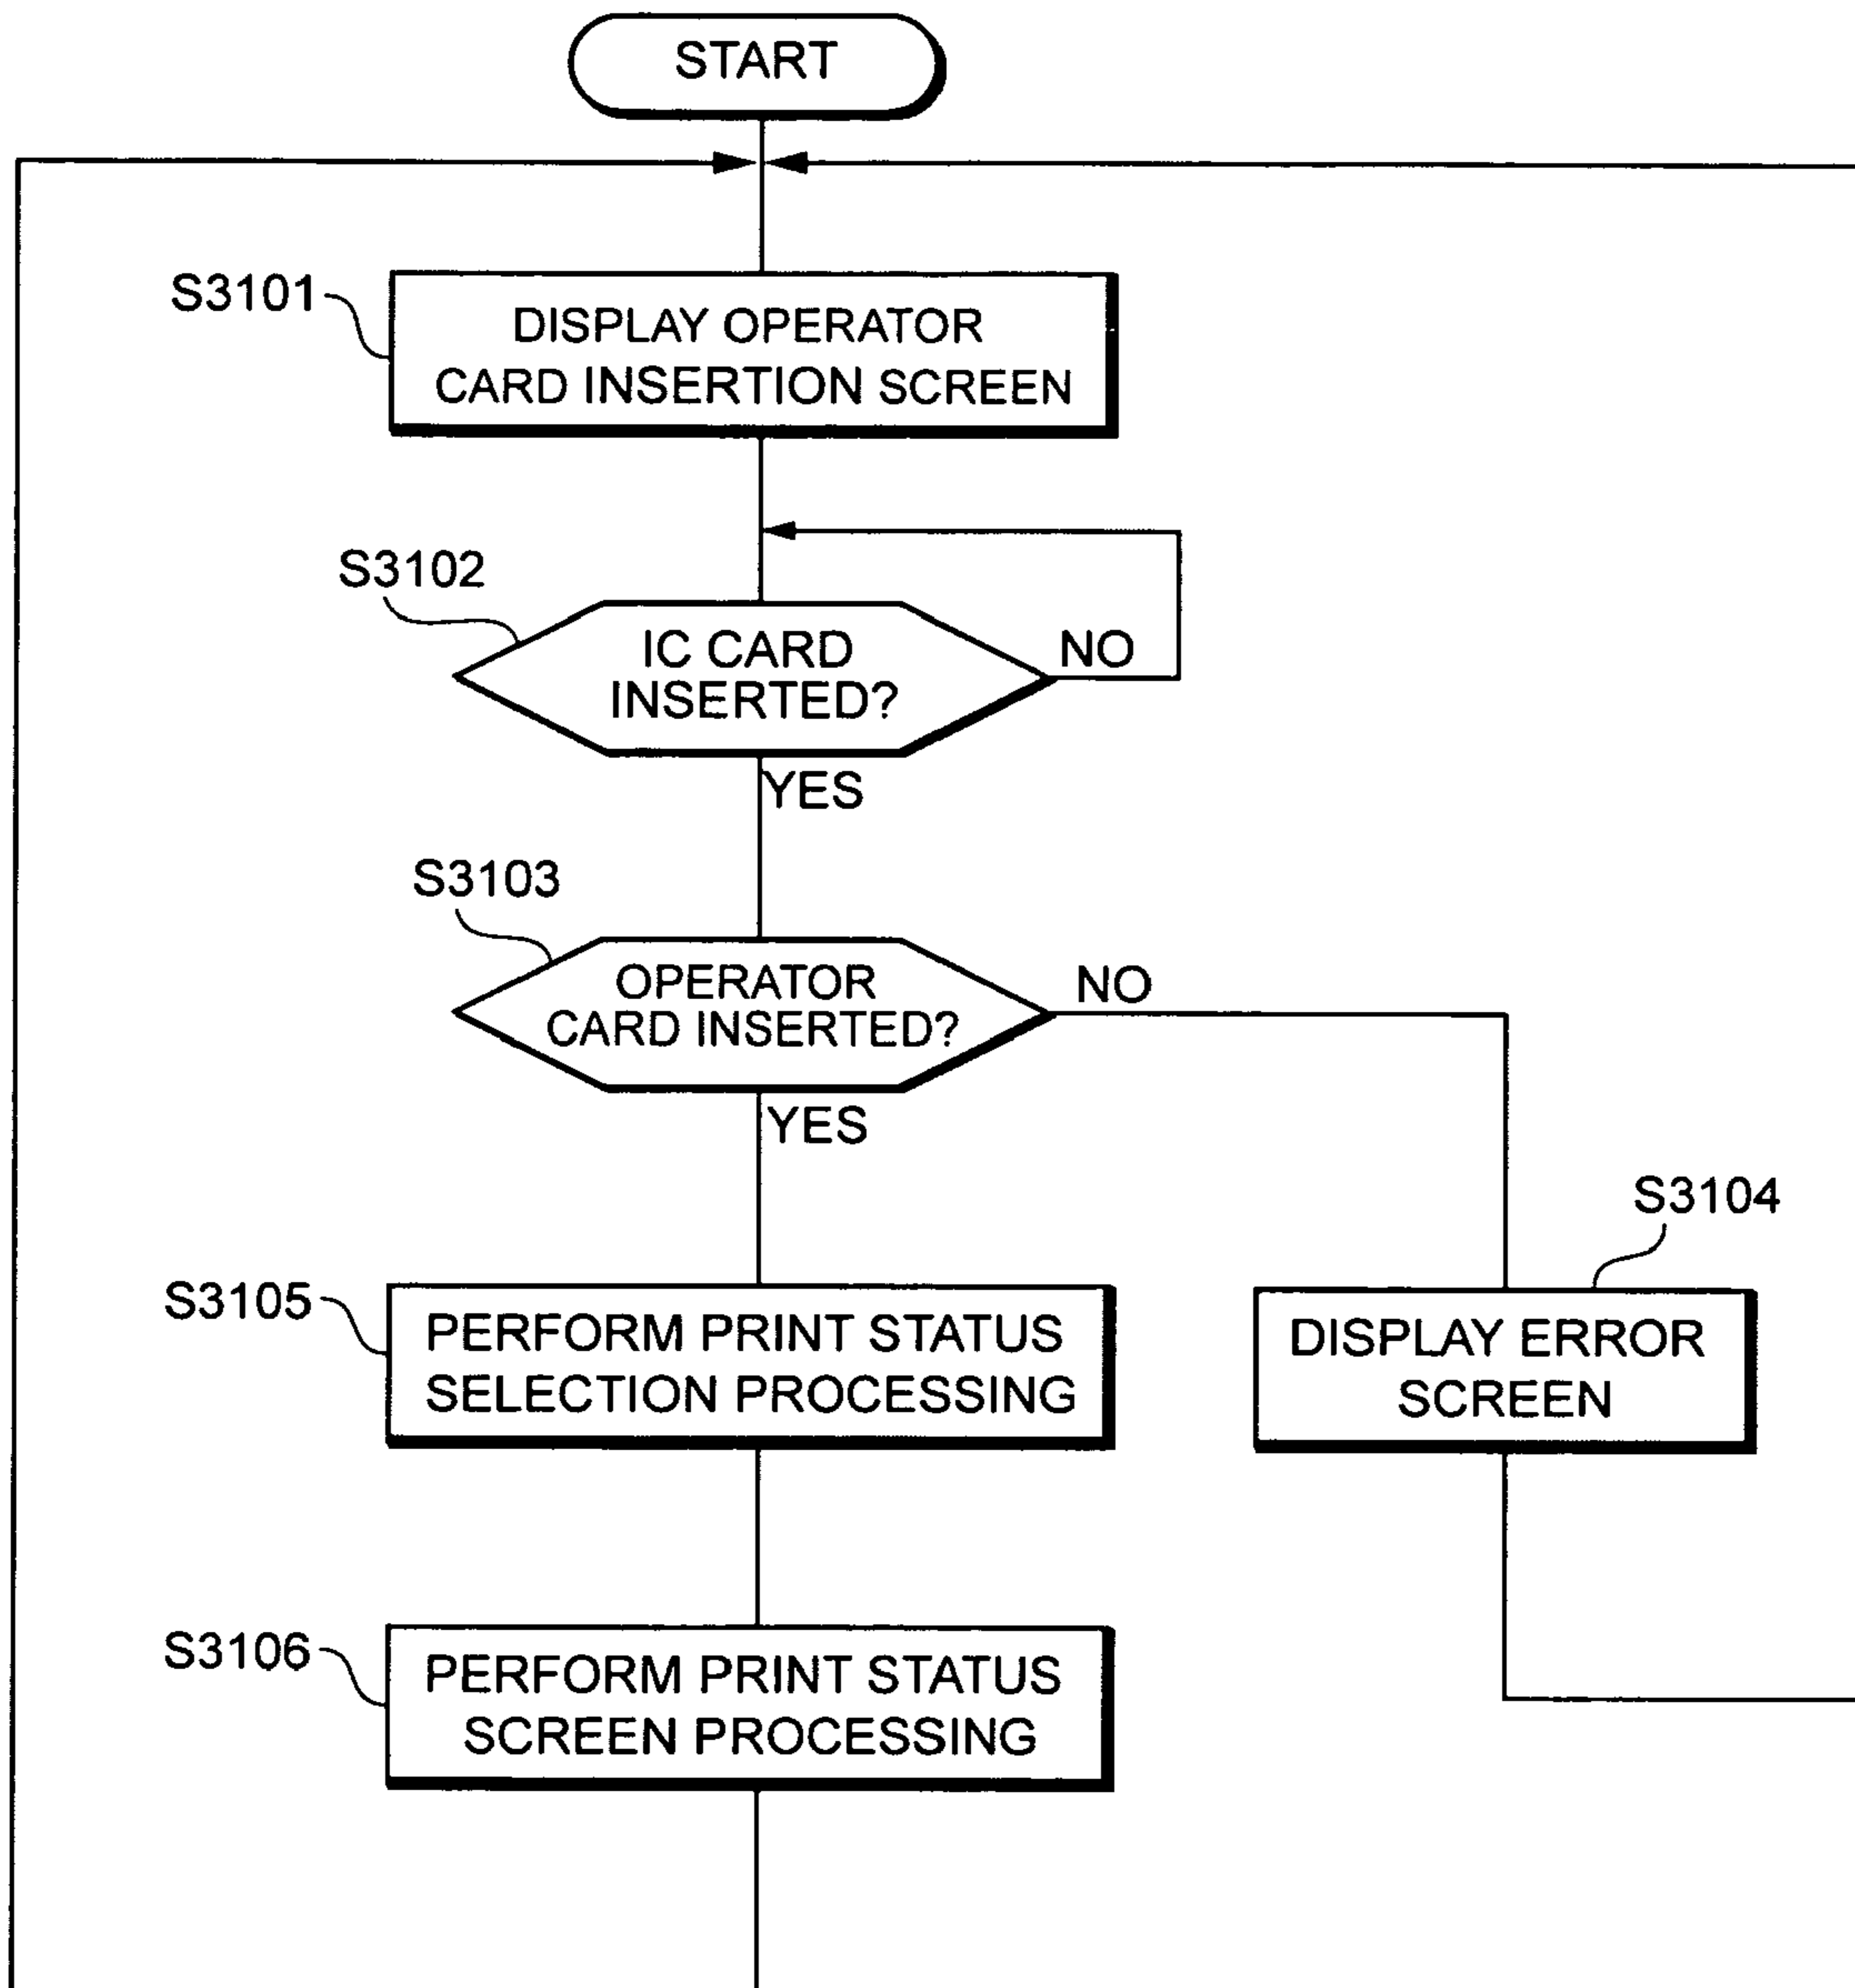 START
S3101
DISPLAY OPERATOR
CARD INSERTION SCREEN
S3102
IC CARD
INSERTED?
NO
YES
S3103
OPERATOR
CARD INSERTED?
NO
YES
S3104
DISPLAY ERROR
SCREEN
S3105
PERFORM PRINT STATUS
SELECTION PROCESSING
S3106
PERFORM PRINT STATUS
SCREEN PROCESSING